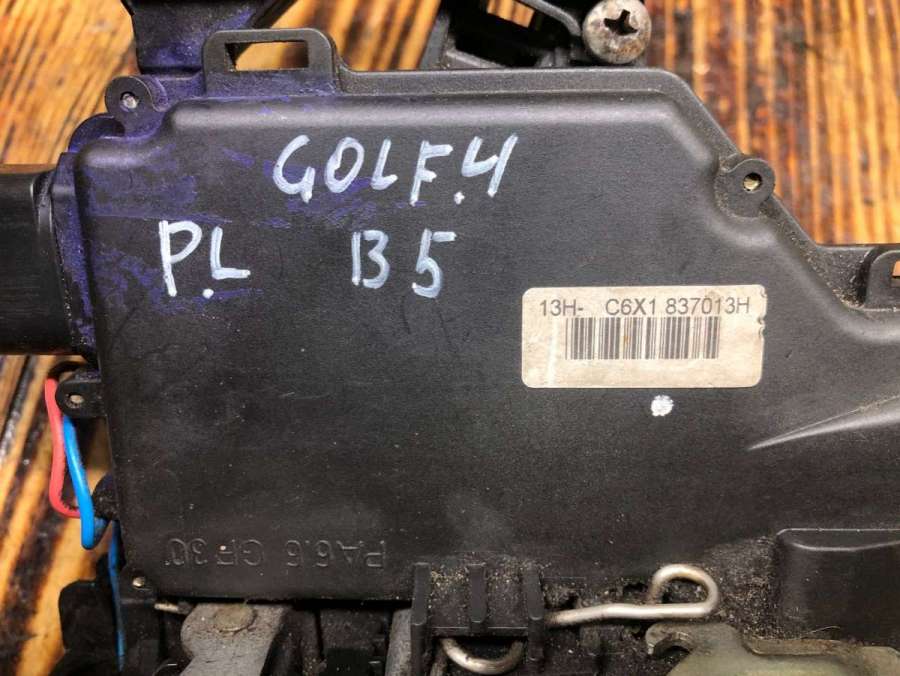 GOLF.4
P.L B5
13H- C6X1 837013H
PA6.6 GF30